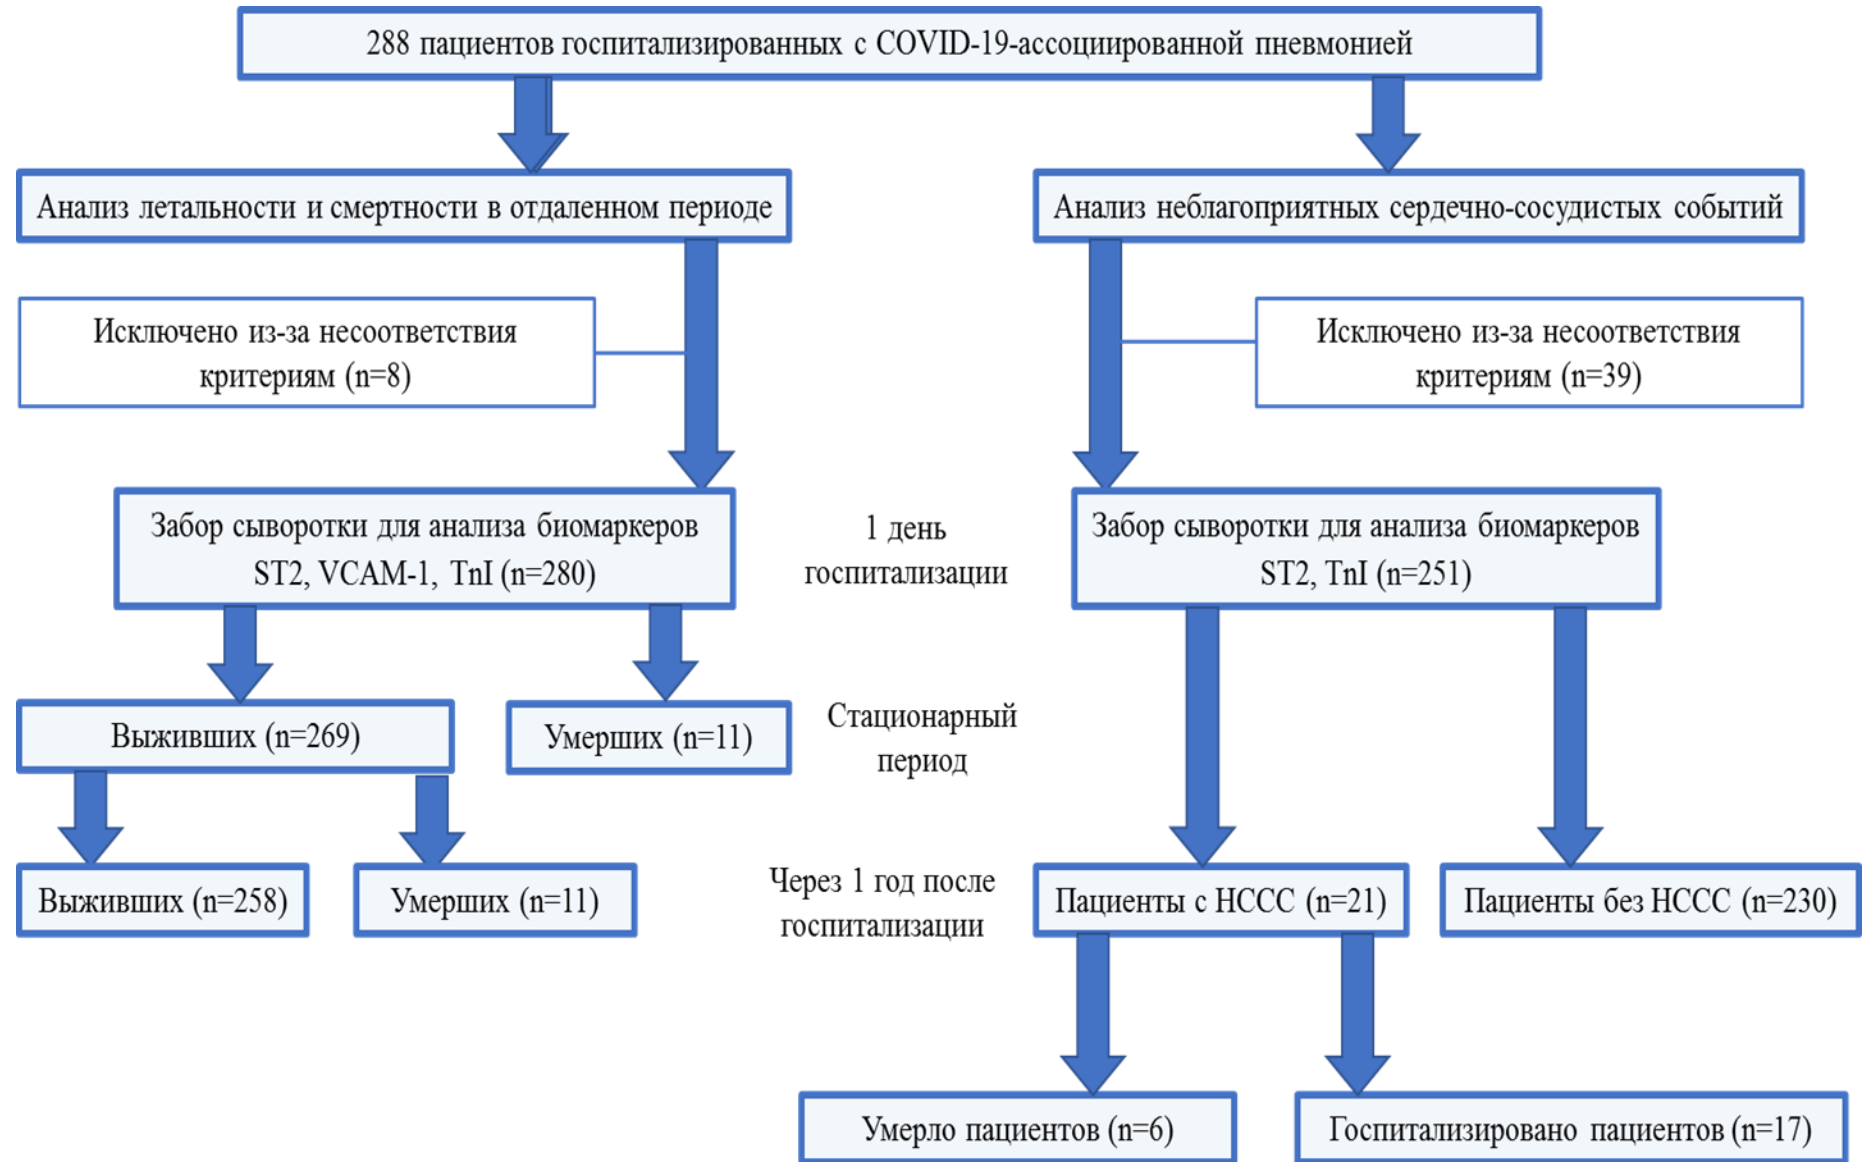 288 пациентов госпитализированных с COVID-19-ассоциированной пневмонией
Анализ летальности и смертности в отдаленном периоде
Анализ неблагоприятных сердечно-сосудистых событий
Исключено из-за несоответствия
критериям (n=8)
Исключено из-за несоответствия
критериям (n=39)
Забор сыворотки для анализа биомаркеров
ST2, VCAM-1, TnI (n=280)
1 день
госпитализации
Забор сыворотки для анализа биомаркеров
ST2, TnI (n=251)
Выживших (n=269)
Умерших (n=11)
Стационарный
период
Выживших (n=258)
Умерших (n=11)
Через 1 год после
госпитализации
Пациенты с НССС (n=21)
Пациенты без НССС (n=230)
Умерло пациентов (n=6)
Госпитализировано пациентов (n=17)